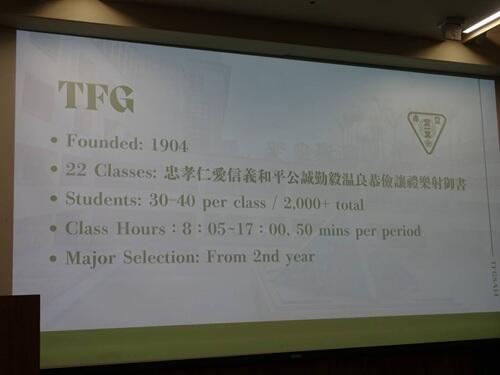 TFG
• Founded: 1904
• 22 Classes: 忠孝仁愛信義和平公誠勤毅温良恭儉讓禮樂射御書
• Students: 30-40 per class / 2,000+ total
• Class Hours：8：05~17：00, 50 mins per period
• Major Selection: From 2nd year